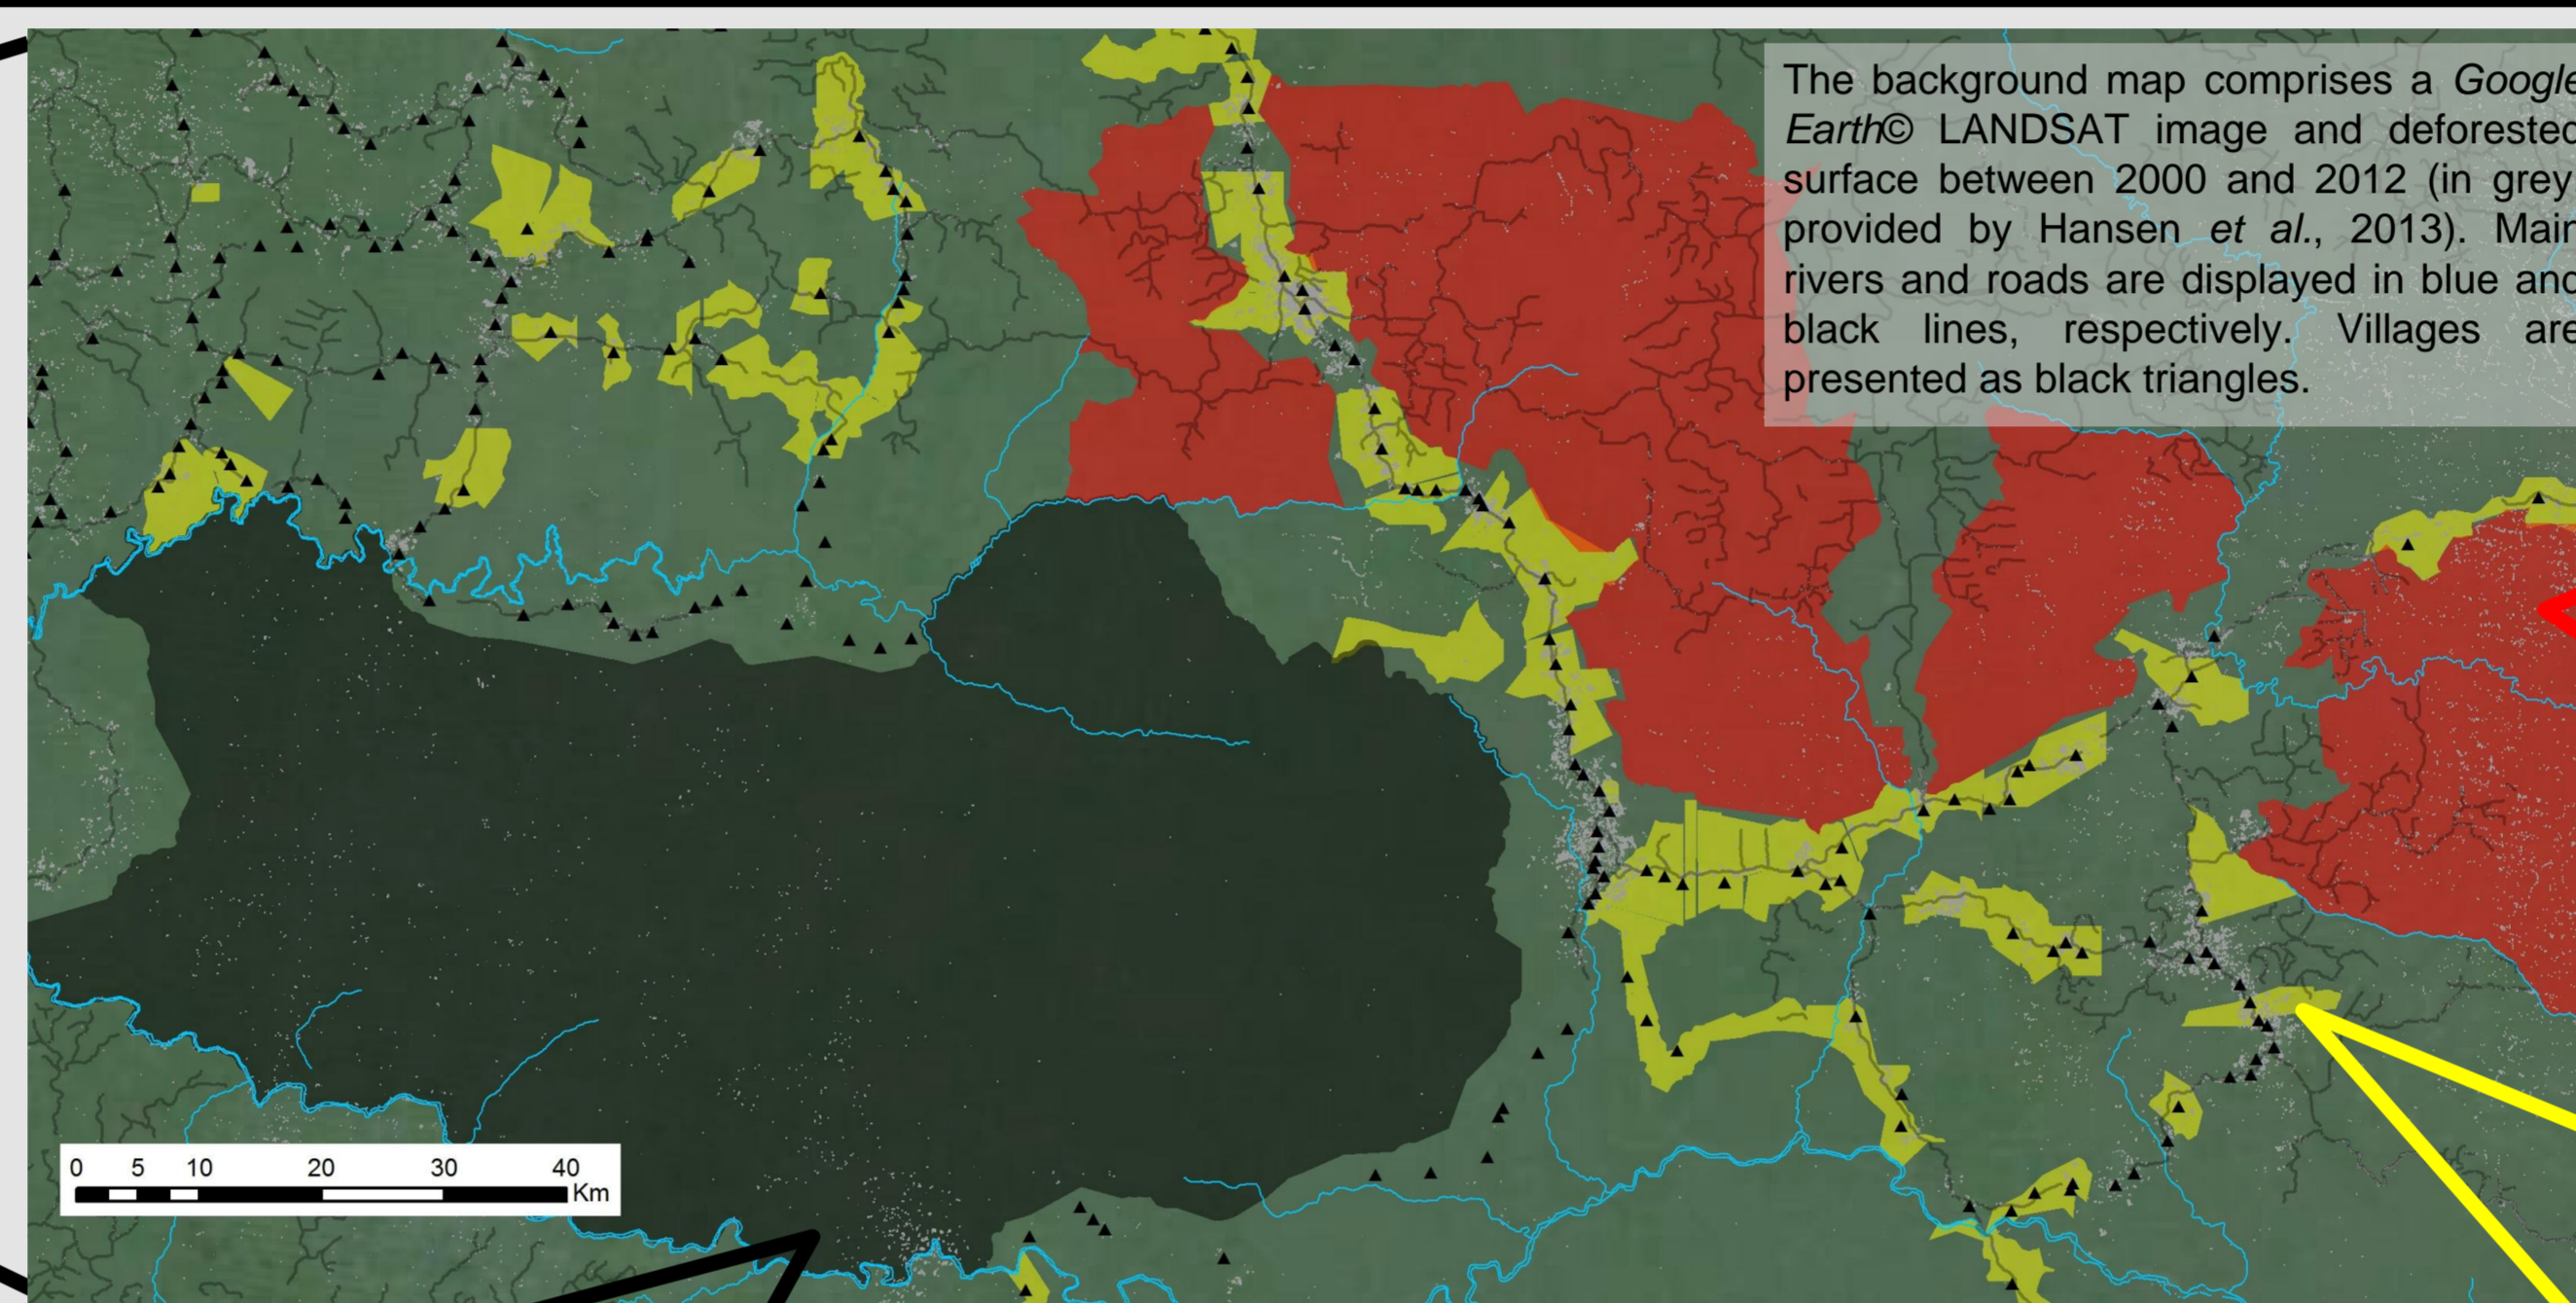 The background map comprises a Google
Earth© LANDSAT image and deforested
surface between 2000 and 2012 (in grey
provided by Hansen et al., 2013). Main
rivers and roads are displayed in blue and
black lines, respectively. Villages are
presented as black triangles.
0 5 10 20 30 40
Km